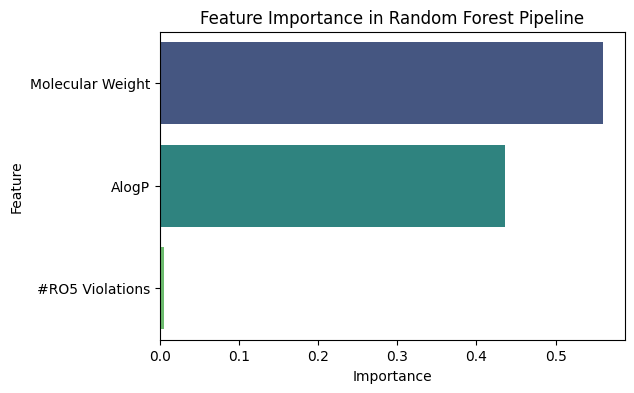 Feature Importance in Random Forest Pipeline
Feature
Molecular Weight
AlogP
#RO5 Violations
0.0 0.1 0.2 0.3 0.4 0.5
Importance